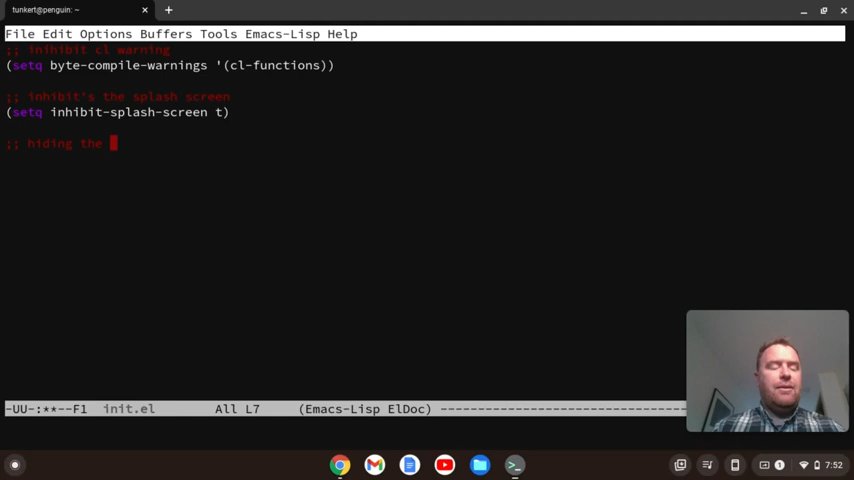 tunkert@penguin: ~
File Edit Options Buffers Tools Emacs-Lisp Help
;; inihibit cl warning
(setq byte-compile-warnings '(cl-functions))
;; inhibit's the splash screen
(setq inhibit-splash-screen t)
;; hiding the
-UU-:**--F1 init.el All L7 (Emacs-Lisp ElDoc) ----------------------------------
1 7:52